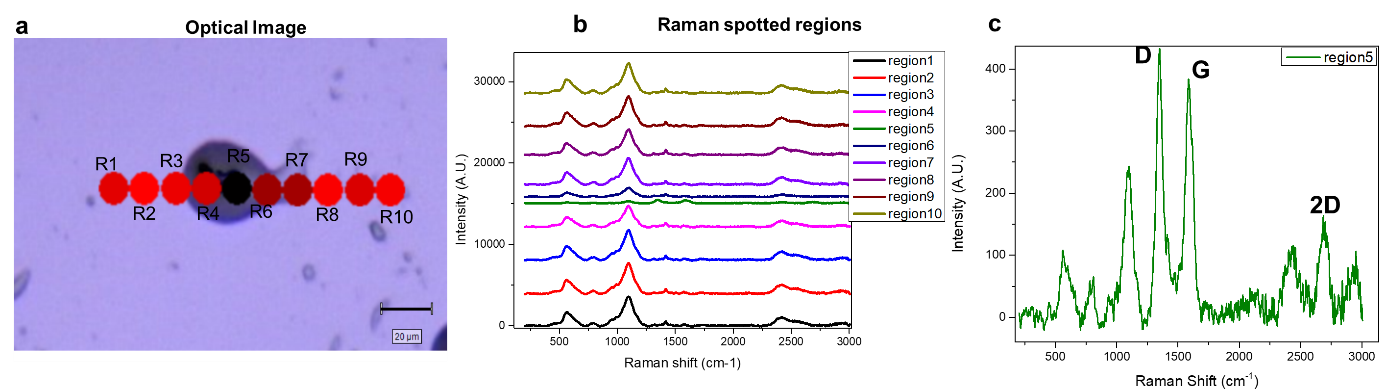 a
Optical Image
R1
R3
R5
R7
R9
R2
R4
R6
R8
R10
20 µm
b
Raman spotted regions
30000
20000
10000
0
500
1000
1500
2000
2500
3000
Intensity (A.U.)
Raman shift (cm-1)
region1
region2
region3
region4
region5
region6
region7
region8
region9
region10
c
D
G
2D
region5
400
300
200
100
0
500
1000
1500
2000
2500
3000
Intensity (A.U.)
Raman Shift (cm⁻¹)